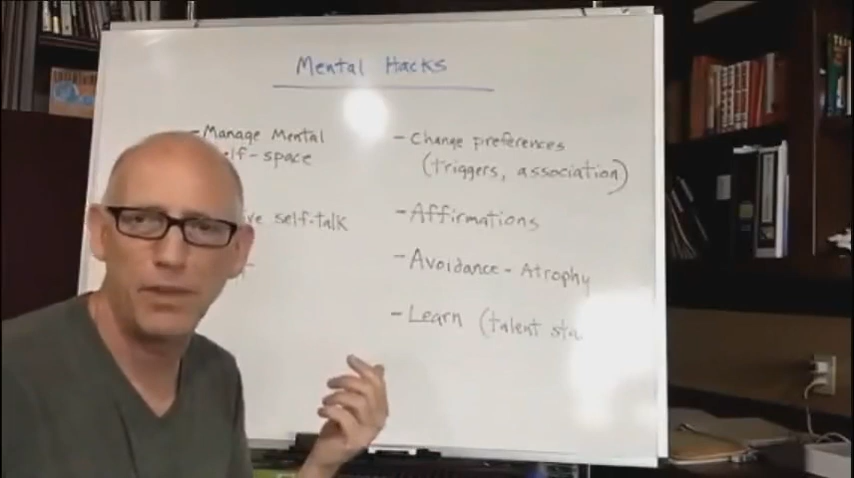 Mental Hacks
- Manage Mental
self-space
self-talk
- Change preferences
(triggers, association)
- Affirmations
- Avoidance - Atrophy
- Learn (talent